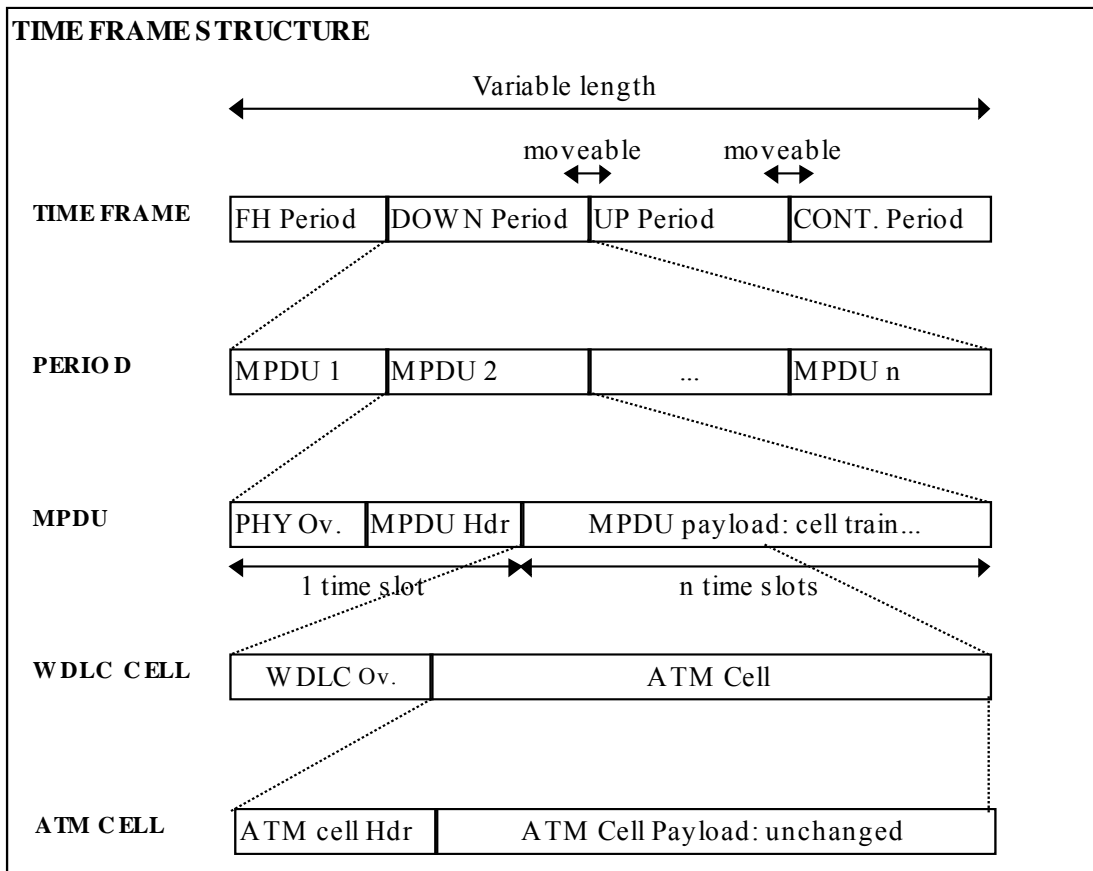 TIME FRAME STRUCTURE
Variable length
moveable moveable
TIME FRAME FH Period DOWN Period UP Period CONT. Period
PERIOD MPDU 1 MPDU 2 ... MPDU n
MPDU PHY Ov. MPDU Hdr MPDU payload: cell train...
1 time slot n time slots
WDLC CELL WDLC Ov. ATM Cell
ATM CELL ATM cell Hdr ATM Cell Payload: unchanged